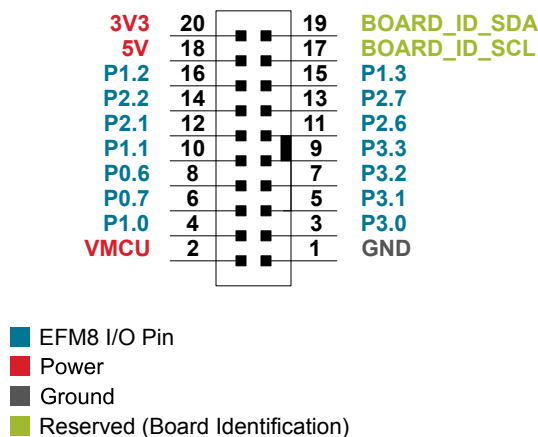 3V3 20 19 BOARD_ID_SDA
5V 18 17 BOARD_ID_SCL
P1.2 16 15 P1.3
P2.2 14 13 P2.7
P2.1 12 11 P2.6
P1.1 10 9 P3.3
P0.6 8 7 P3.2
P0.7 6 5 P3.1
P1.0 4 3 P3.0
VMCU 2 1 GND
EFM8 I/O Pin
Power
Ground
Reserved (Board Identification)